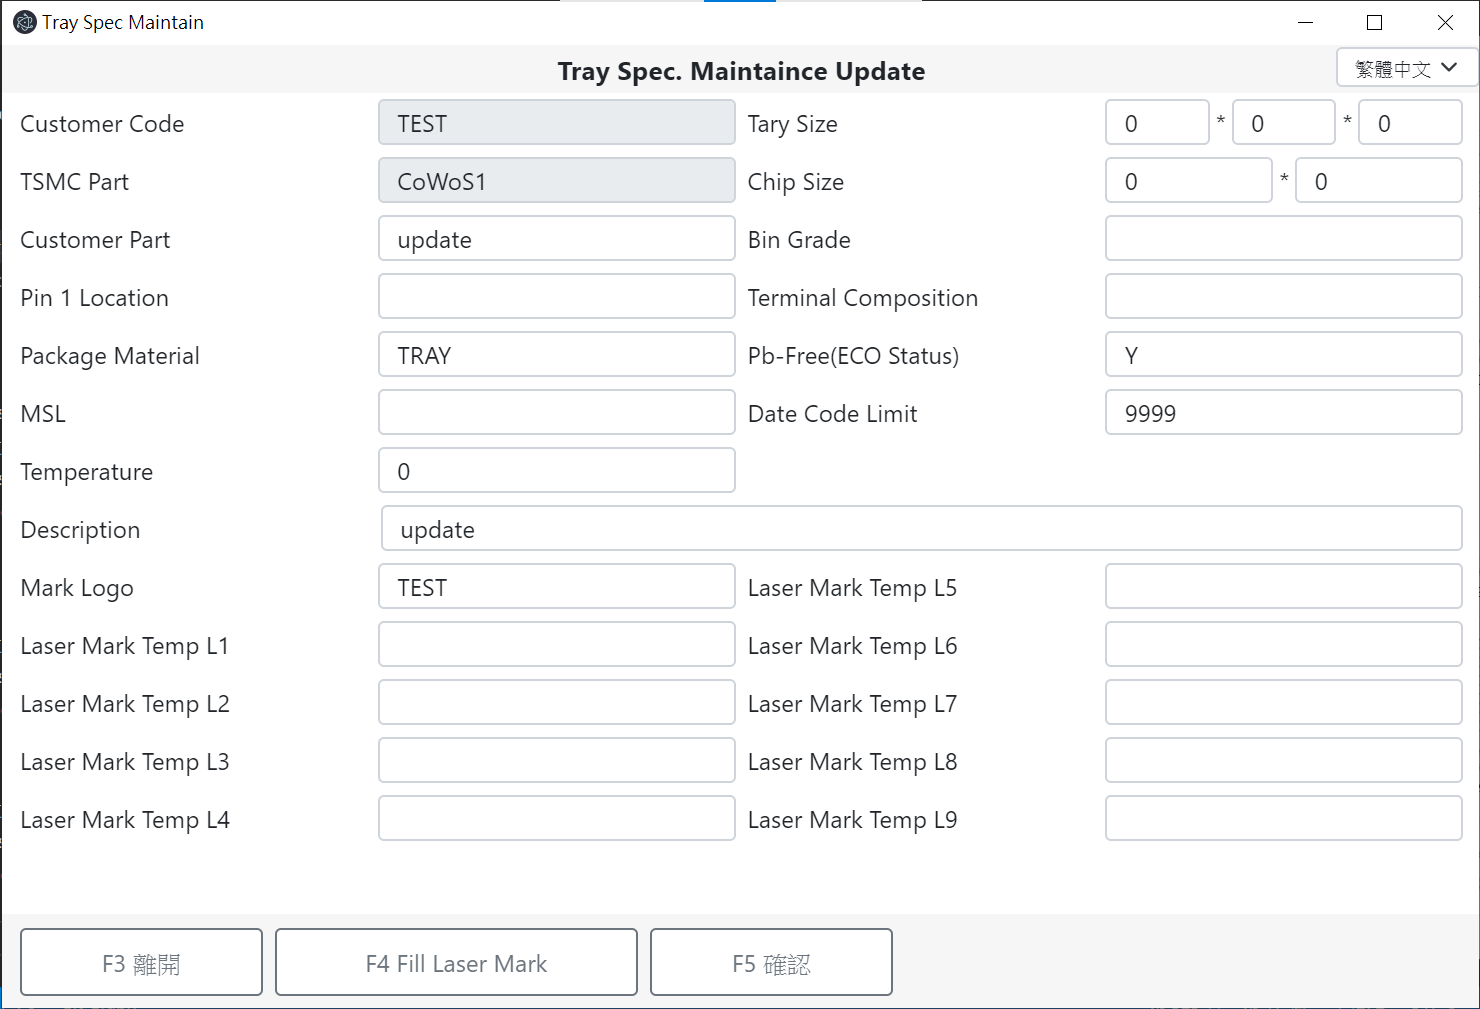 Tray Spec Maintain
Tray Spec. Maintaince Update
繁體中文
Customer Code TEST Tary Size 0 * 0 * 0
TSMC Part CoWoS1 Chip Size 0 * 0
Customer Part update Bin Grade
Pin 1 Location Terminal Composition
Package Material TRAY Pb-Free(ECO Status) Y
MSL Date Code Limit 9999
Temperature 0
Description update
Mark Logo TEST Laser Mark Temp L5
Laser Mark Temp L1 Laser Mark Temp L6
Laser Mark Temp L2 Laser Mark Temp L7
Laser Mark Temp L3 Laser Mark Temp L8
Laser Mark Temp L4 Laser Mark Temp L9
F3 離開 F4 Fill Laser Mark F5 確認